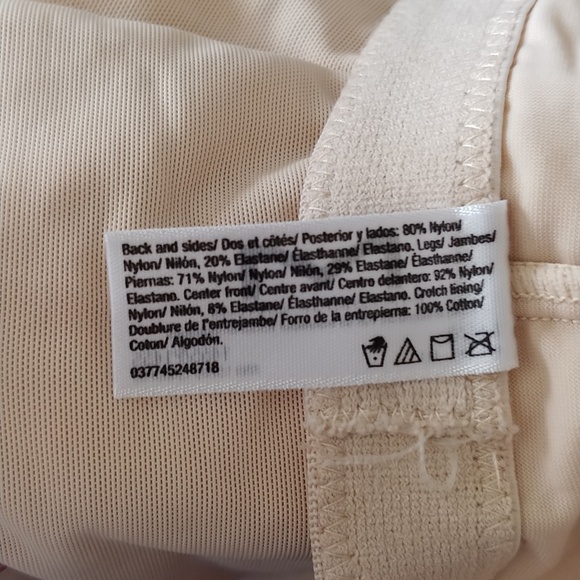 Back and sides/ Dos et côtés/ Posterior y lados: 80% Nylon/
Nylon/ Nilón, 20% Elastane/ Élasthanne/ Elastano. Legs/ Jambes/
Piernas: 71% Nylon/ Nylon/ Nilón, 29% Elastane/ Élasthanne/
Elastano. Center front/ Centre avant/ Centro delantero: 92% Nylon/
Nylon/ Nilón, 8% Elastane/ Élasthanne/ Elastano. Crotch lining/
Doublure de l'entrejambe/ Forro de la entrepierna: 100% Cotton/
Coton/ Algodón.
037745248718